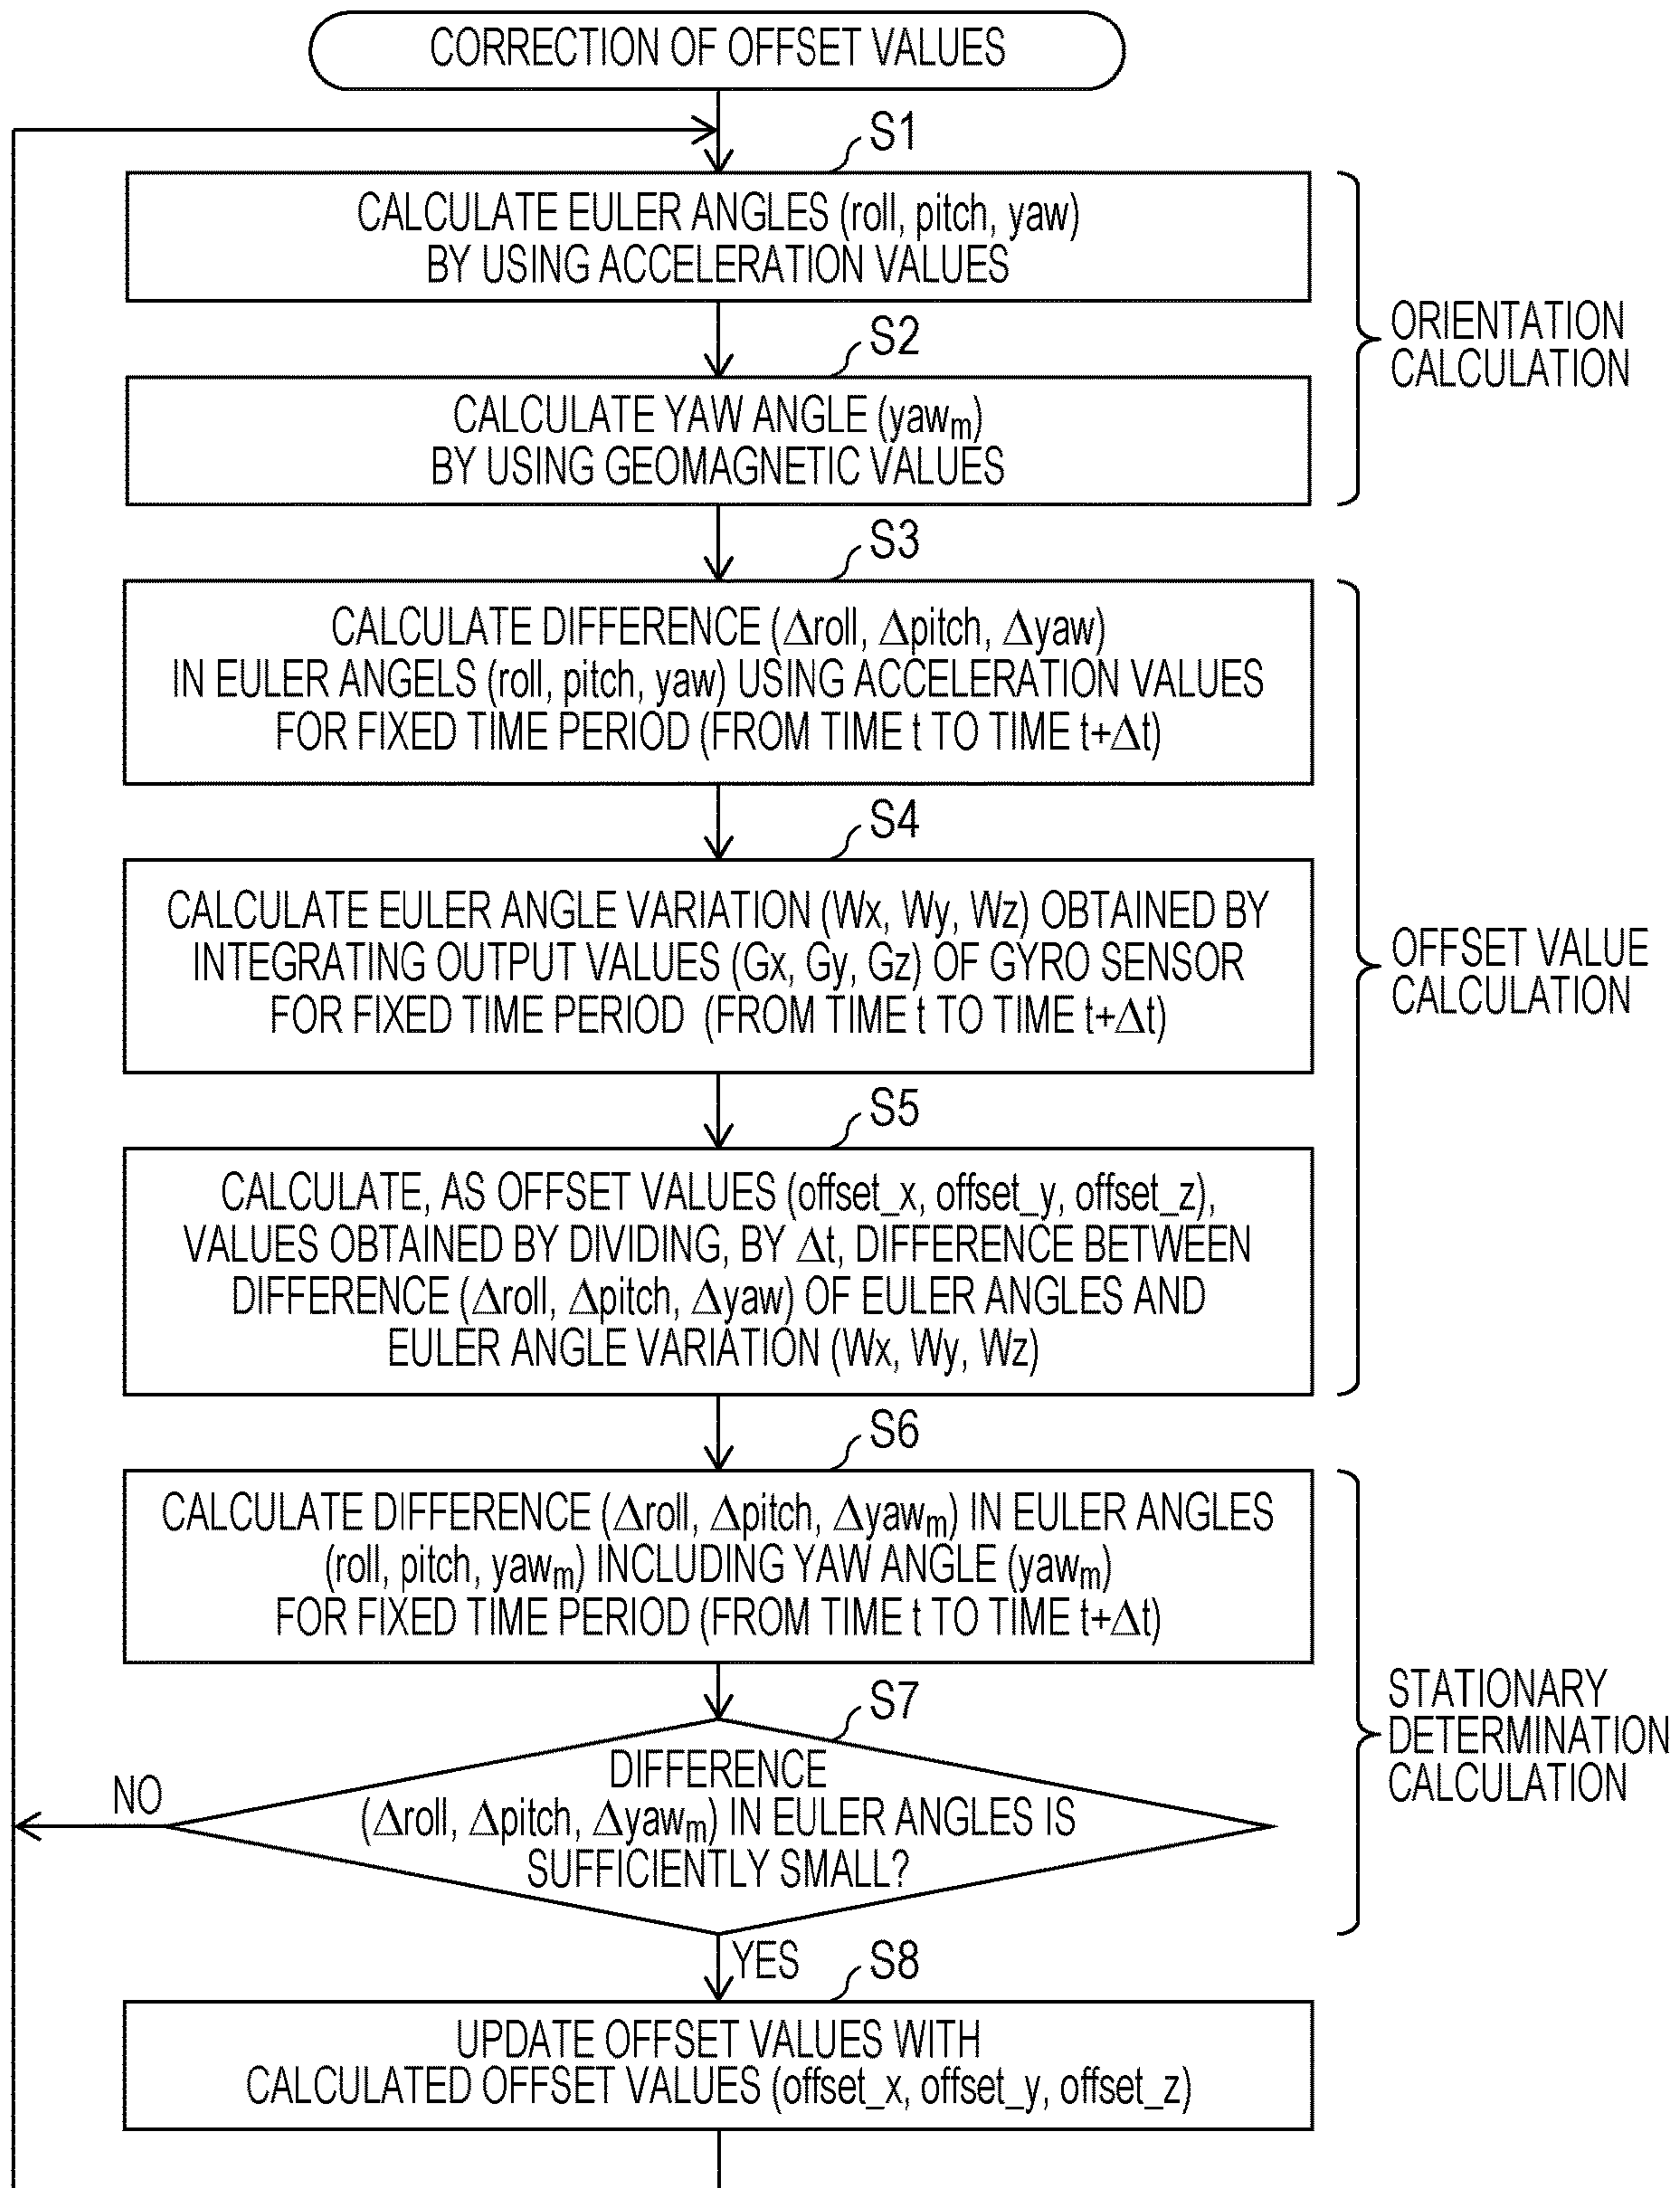 CORRECTION OF OFFSET VALUES
S1
CALCULATE EULER ANGLES (roll, pitch, yaw)
BY USING ACCELERATION VALUES
S2
CALCULATE YAW ANGLE (yawm)
BY USING GEOMAGNETIC VALUES
ORIENTATION
CALCULATION
S3
CALCULATE DIFFERENCE (Δroll, Δpitch, Δyaw)
IN EULER ANGELS (roll, pitch, yaw) USING ACCELERATION VALUES
FOR FIXED TIME PERIOD (FROM TIME t TO TIME t+Δt)
S4
CALCULATE EULER ANGLE VARIATION (Wx, Wy, Wz) OBTAINED BY
INTEGRATING OUTPUT VALUES (Gx, Gy, Gz) OF GYRO SENSOR
FOR FIXED TIME PERIOD (FROM TIME t TO TIME t+Δt)
OFFSET VALUE
CALCULATION
S5
CALCULATE, AS OFFSET VALUES (offset_x, offset_y, offset_z),
VALUES OBTAINED BY DIVIDING, BY Δt, DIFFERENCE BETWEEN
DIFFERENCE (Δroll, Δpitch, Δyaw) OF EULER ANGLES AND
EULER ANGLE VARIATION (Wx, Wy, Wz)
S6
CALCULATE DIFFERENCE (Δroll, Δpitch, Δyawm) IN EULER ANGLES
(roll, pitch, yawm) INCLUDING YAW ANGLE (yawm)
FOR FIXED TIME PERIOD (FROM TIME t TO TIME t+Δt)
S7
DIFFERENCE
(Δroll, Δpitch, Δyawm) IN EULER ANGLES IS
SUFFICIENTLY SMALL?
NO
YES
STATIONARY
DETERMINATION
CALCULATION
S8
UPDATE OFFSET VALUES WITH
CALCULATED OFFSET VALUES (offset_x, offset_y, offset_z)